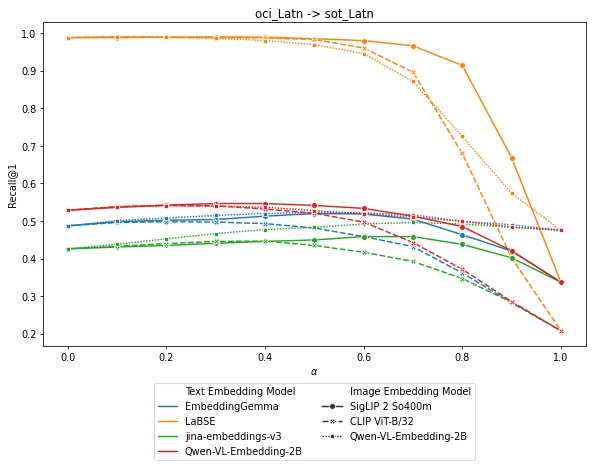 oci_Latn -> sot_Latn
Recall@1
1.0
0.9
0.8
0.7
0.6
0.5
0.4
0.3
0.2
0.0 0.2 0.4 0.6 0.8 1.0
α
Text Embedding Model Image Embedding Model
EmbeddingGemma SigLIP 2 So400m
LaBSE CLIP ViT-B/32
jina-embeddings-v3 Qwen-VL-Embedding-2B
Qwen-VL-Embedding-2B